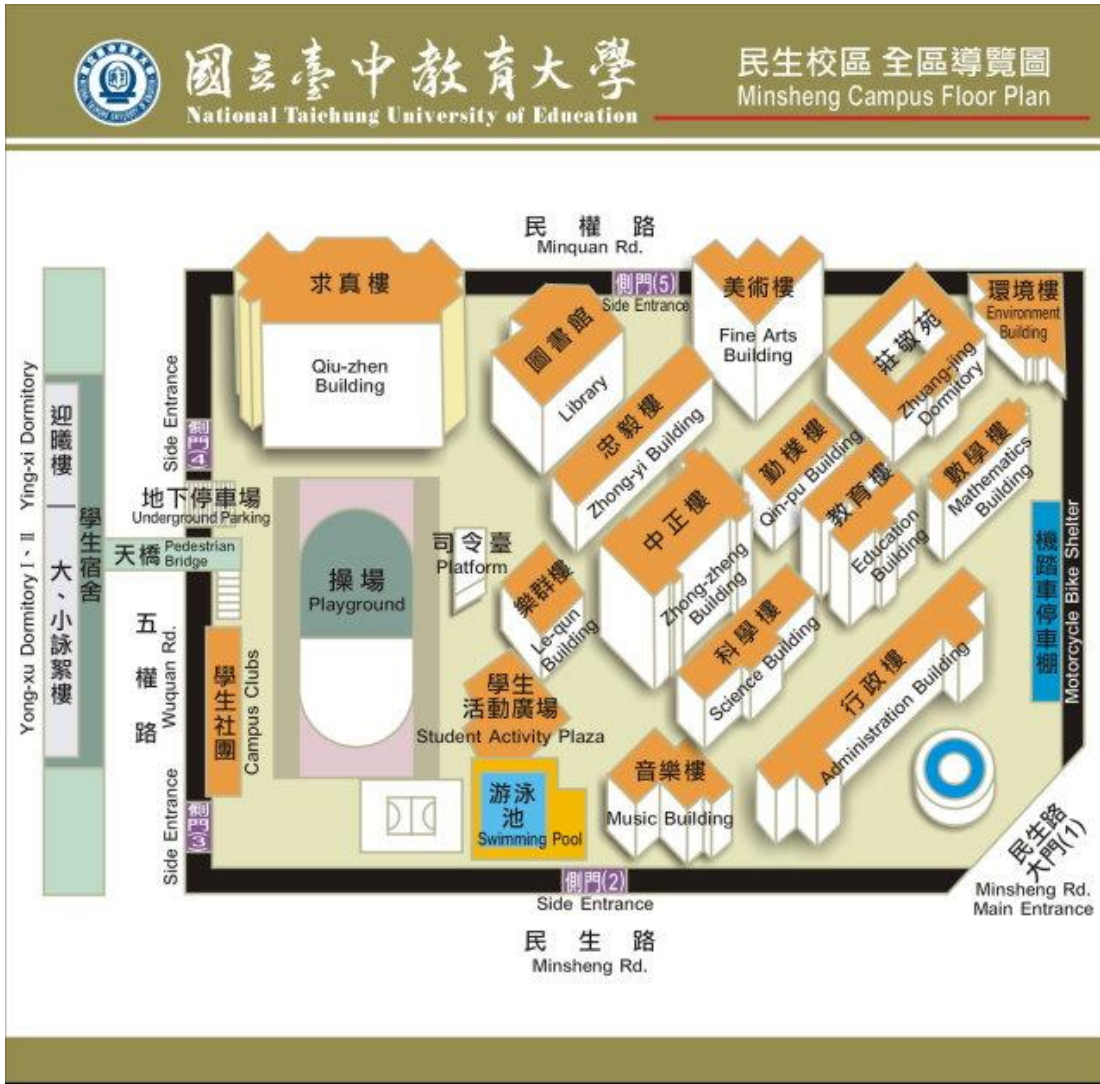 國立臺中教育大學
National Taichung University of Education
民生校區 全區導覽圖
Minsheng Campus Floor Plan
民權路
Minquan Rd.
求真樓
Qiu-zhen
Building
側門(5)
Side Entrance
圖書館
Library
美術樓
Fine Arts
Building
莊敬苑
Zhuang-jing
Dormitory
環境樓
Environment
Building
忠毅樓
Zhong-yi Building
勤樸樓
Qin-pu Building
教育樓
Education
Building
數學樓
Mathematics
Building
中正樓
Zhong-zheng
Building
迎曦樓
Ying-xi Dormitory
大、小詠絮樓
Yong-xu Dormitory I、II
學生宿舍
側門(4)
Side Entrance
地下停車場
Underground Parking
天橋
Pedestrian
Bridge
五權路
Wuquan Rd.
學生社團
Campus Clubs
側門(3)
Side Entrance
操場
Playground
司令臺
Platform
樂群樓
Le-qun
Building
科學樓
Science Building
行政樓
Administration Building
機踏車停車棚
Motorcycle Bike Shelter
學生
活動廣場
Student Activity Plaza
游泳
池
Swimming Pool
音樂樓
Music Building
側門(2)
Side Entrance
民生路
Minsheng Rd.
民生路
大門(1)
Minsheng Rd.
Main Entrance